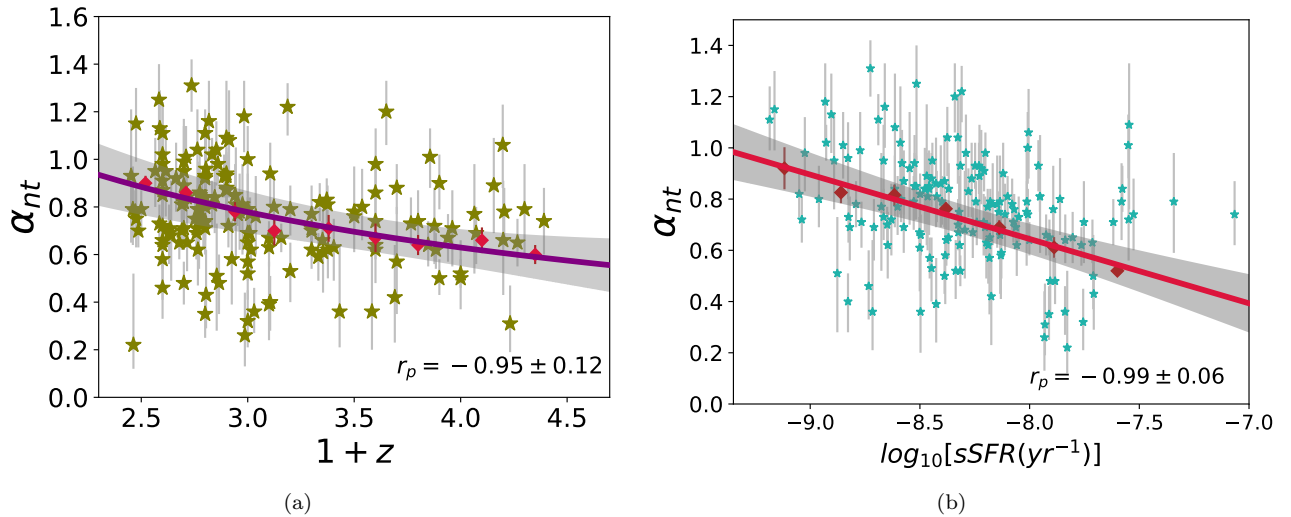 1.6
1.4
1.2
1.0
0.8
0.6
0.4
0.2
0.0
α_nt
r_p = −0.95 ± 0.12
2.5 3.0 3.5 4.0 4.5
1 + z
(a)
1.4
1.2
1.0
0.8
0.6
0.4
0.2
0.0
α_nt
r_p = −0.99 ± 0.06
−9.0 −8.5 −8.0 −7.5 −7.0
log₁₀[sSFR(yr⁻¹)]
(b)